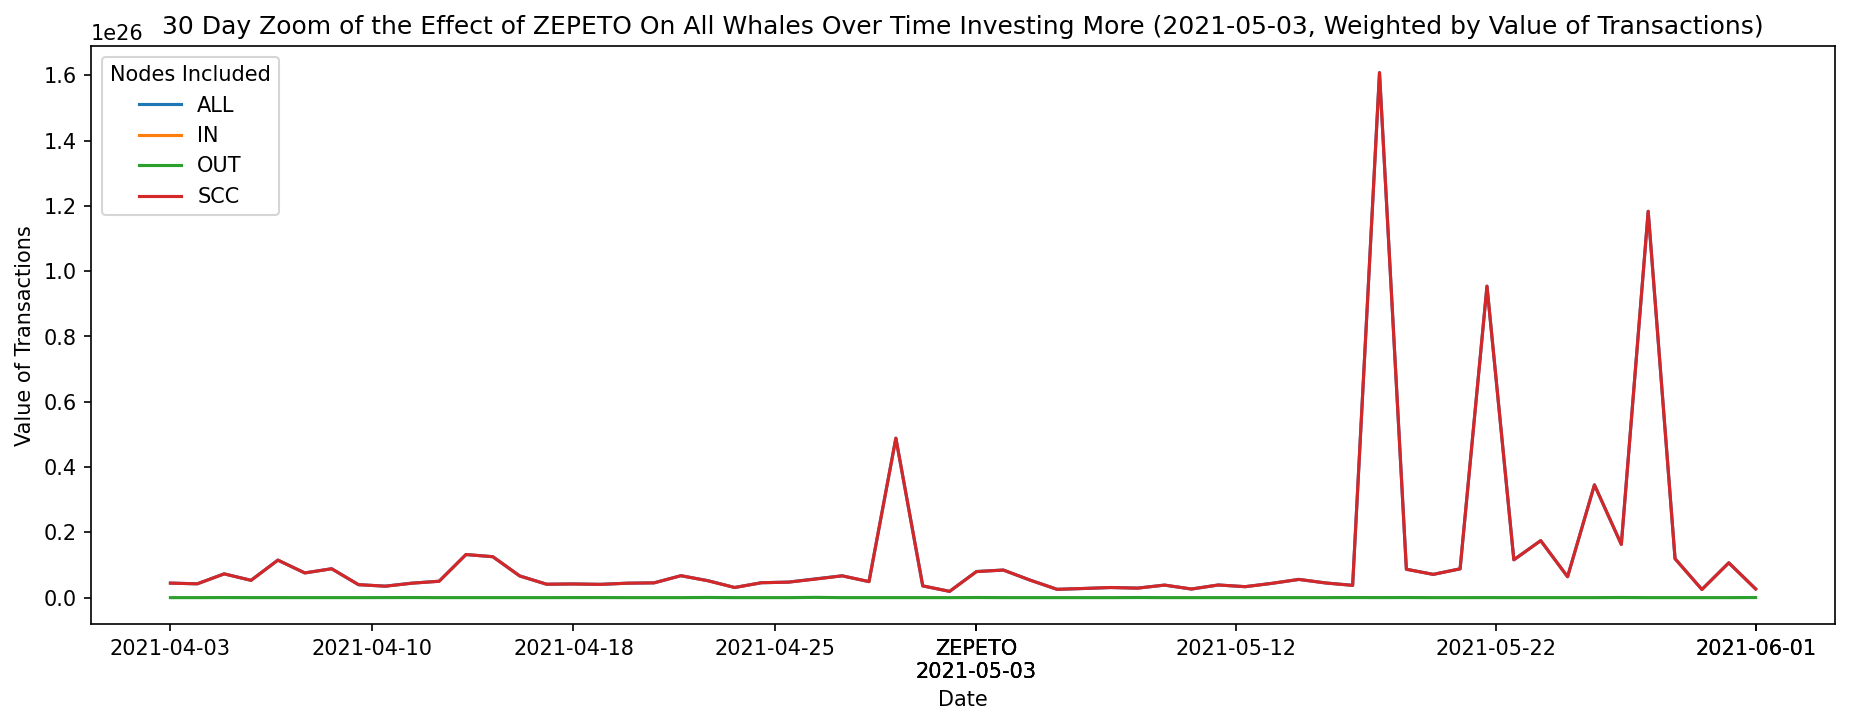 30 Day Zoom of the Effect of ZEPETO On All Whales Over Time Investing More (2021-05-03, Weighted by Value of Transactions)
1e26
Nodes Included
ALL
IN
OUT
SCC
1.6
1.4
1.2
1.0
0.8
0.6
0.4
0.2
0.0
Value of Transactions
2021-04-03
2021-04-10
2021-04-18
2021-04-25
ZEPETO
2021-05-03
2021-05-12
2021-05-22
2021-06-01
Date